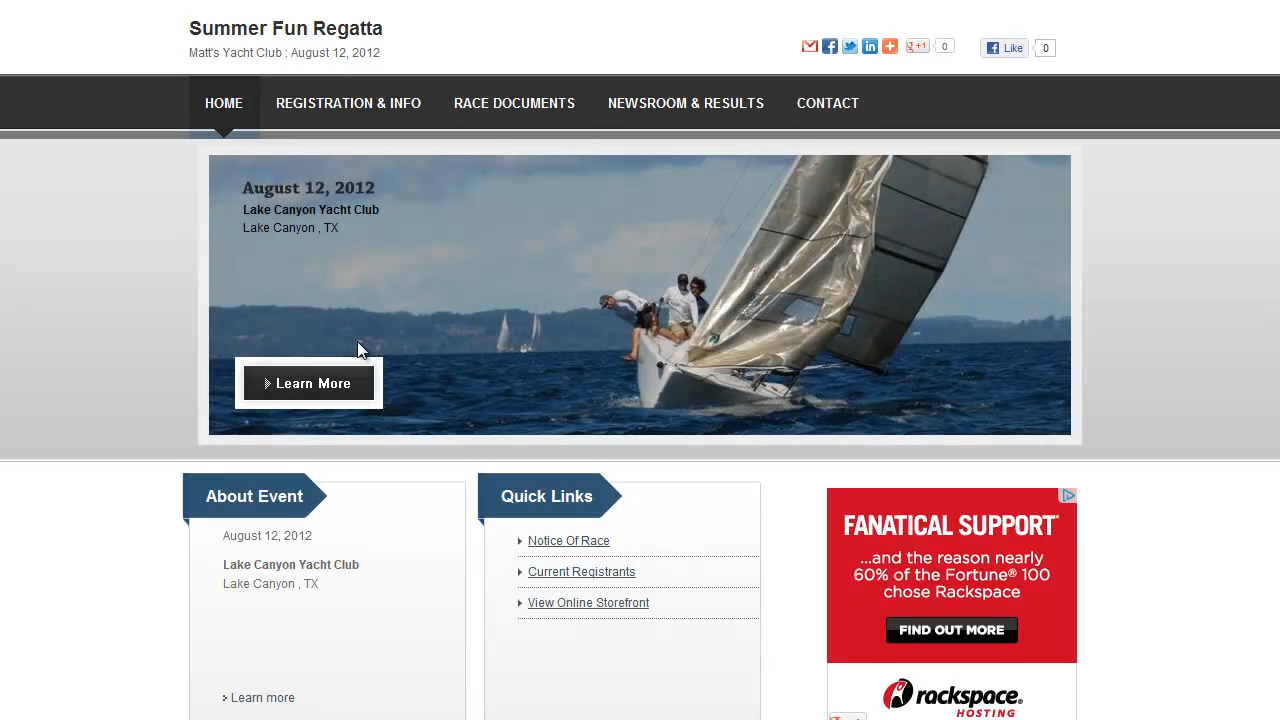 Summer Fun Regatta
Matt's Yacht Club : August 12, 2012
+1
0
Like
0
HOME
REGISTRATION & INFO
RACE DOCUMENTS
NEWSROOM & RESULTS
CONTACT
August 12, 2012
Lake Canyon Yacht Club
Lake Canyon , TX
Learn More
About Event
August 12, 2012
Lake Canyon Yacht Club
Lake Canyon , TX
Learn more
Quick Links
Notice Of Race
Current Registrants
View Online Storefront
FANATICAL SUPPORT®
...and the reason nearly
60% of the Fortune® 100
chose Rackspace
FIND OUT MORE
rackspace
HOSTING